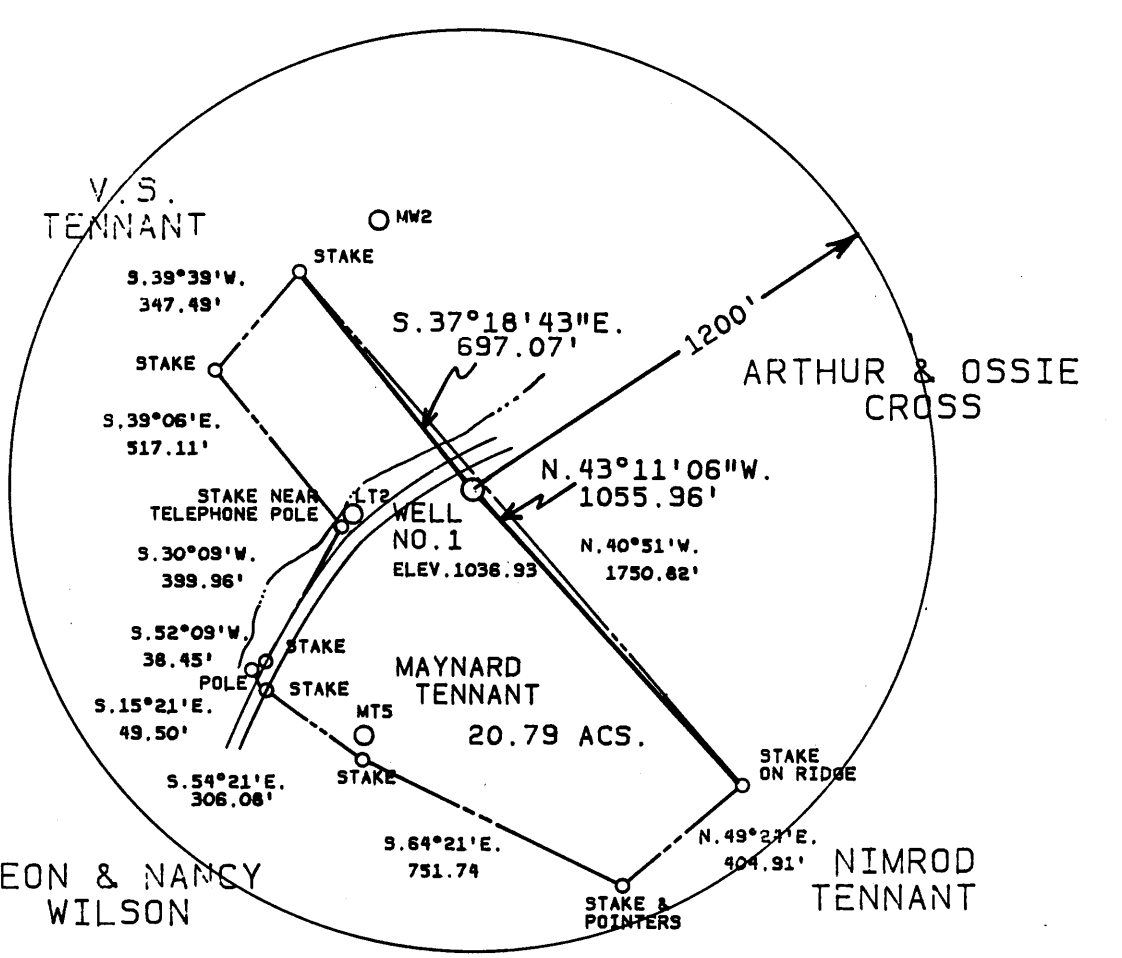 V.S.
TENNANT
MW2
STAKE
S.39°39'W.
347.49'
S.37°18'43"E.
697.07'
1200'
STAKE
ARTHUR & OSSIE
CROSS
S.39°06'E.
517.11'
N.43°11'06"W.
1055.96'
STAKE NEAR
TELEPHONE POLE
LT2
WELL
NO.1
ELEV.1036.93
N.40°51'W.
1750.82'
S.30°09'W.
399.96'
S.52°09'W.
38.45'
STAKE
POLE
STAKE
MAYNARD
TENNANT
20.79 ACS.
S.15°21'E.
49.50'
MT5
STAKE
STAKE
ON RIDGE
S.54°21'E.
306.08'
S.64°21'E.
751.74
404.91'
NIMROD
TENNANT
EON & NANCY
WILSON
STAKE &
POINTERS